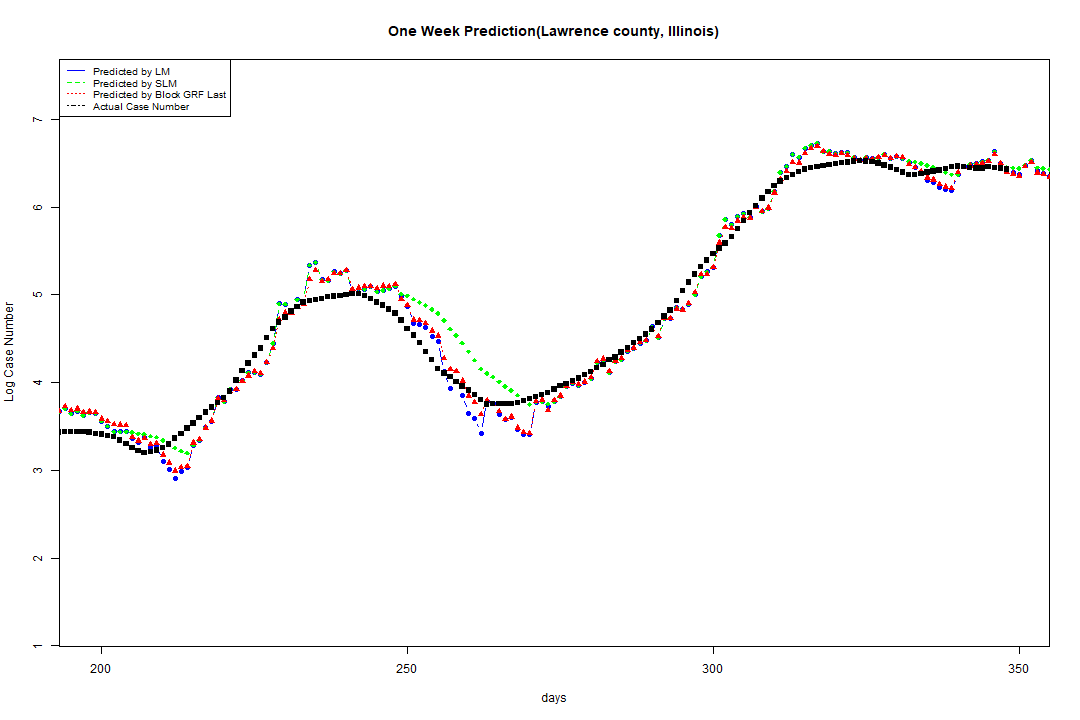 One Week Prediction(Lawrence county, Illinois)
Predicted by LM
Predicted by SLM
Predicted by Block GRF Last
Actual Case Number
7
6
5
4
3
2
1
Log Case Number
200 250 300 350
days